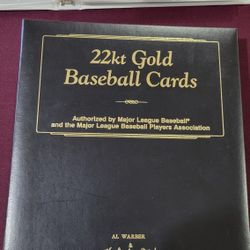 22kt Gold
Baseball Cards
Authorized by Major League Baseball®
and the Major League Baseball Players Association
AL WARBER